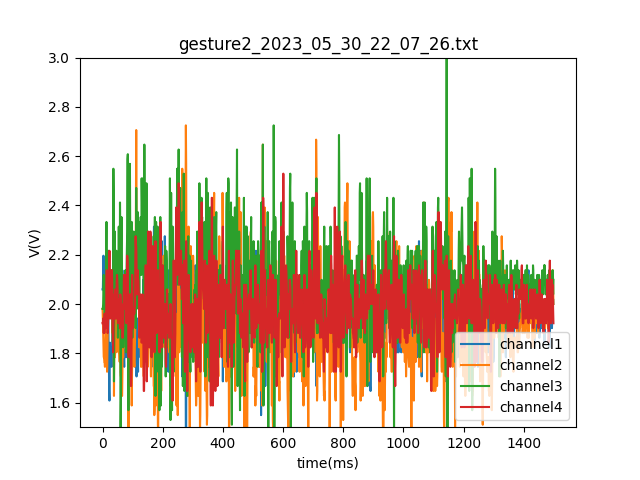 gesture2_2023_05_30_22_07_26.txt
3.0
2.8
2.6
2.4
2.2
2.0
1.8
1.6
V(V)
channel1
channel2
channel3
channel4
0 200 400 600 800 1000 1200 1400
time(ms)